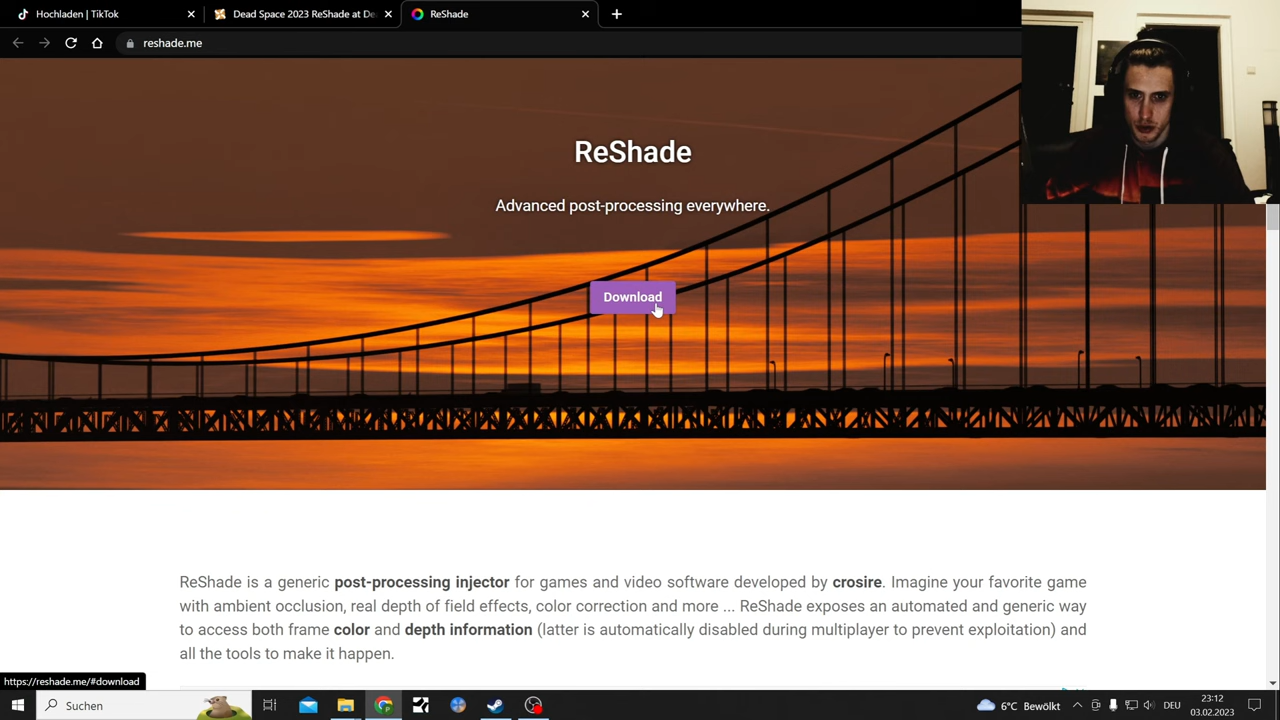 Hochladen | TikTok
Dead Space 2023 ReShade at De
ReShade
reshade.me
ReShade
Advanced post-processing everywhere.
Download
ReShade is a generic post-processing injector for games and video software developed by crosire. Imagine your favorite game
with ambient occlusion, real depth of field effects, color correction and more ... ReShade exposes an automated and generic way
to access both frame color and depth information (latter is automatically disabled during multiplayer to prevent exploitation) and
all the tools to make it happen.
https://reshade.me/#download
Suchen
6°C Bewölkt
DEU
23:12
03.02.2023